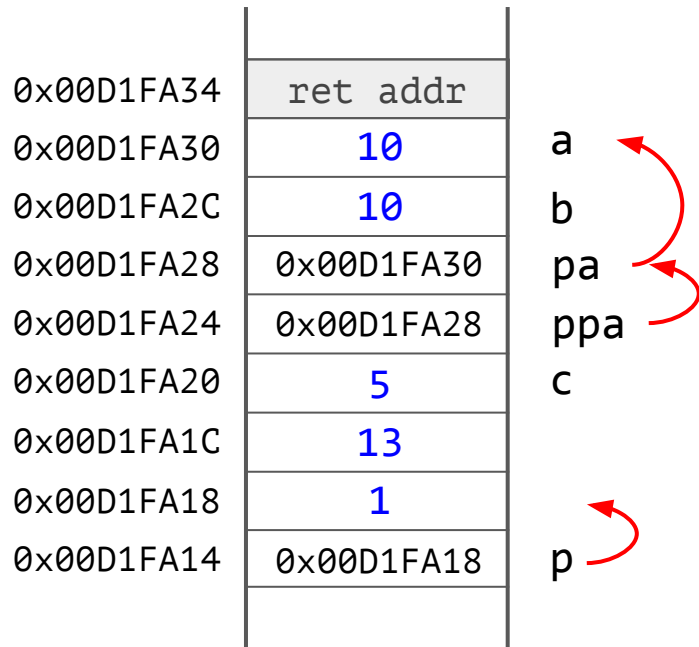 0x00D1FA34 ret addr
0x00D1FA30 10 a
0x00D1FA2C 10 b
0x00D1FA28 0x00D1FA30 pa
0x00D1FA24 0x00D1FA28 ppa
0x00D1FA20 5 c
0x00D1FA1C 13
0x00D1FA18 1
0x00D1FA14 0x00D1FA18 p